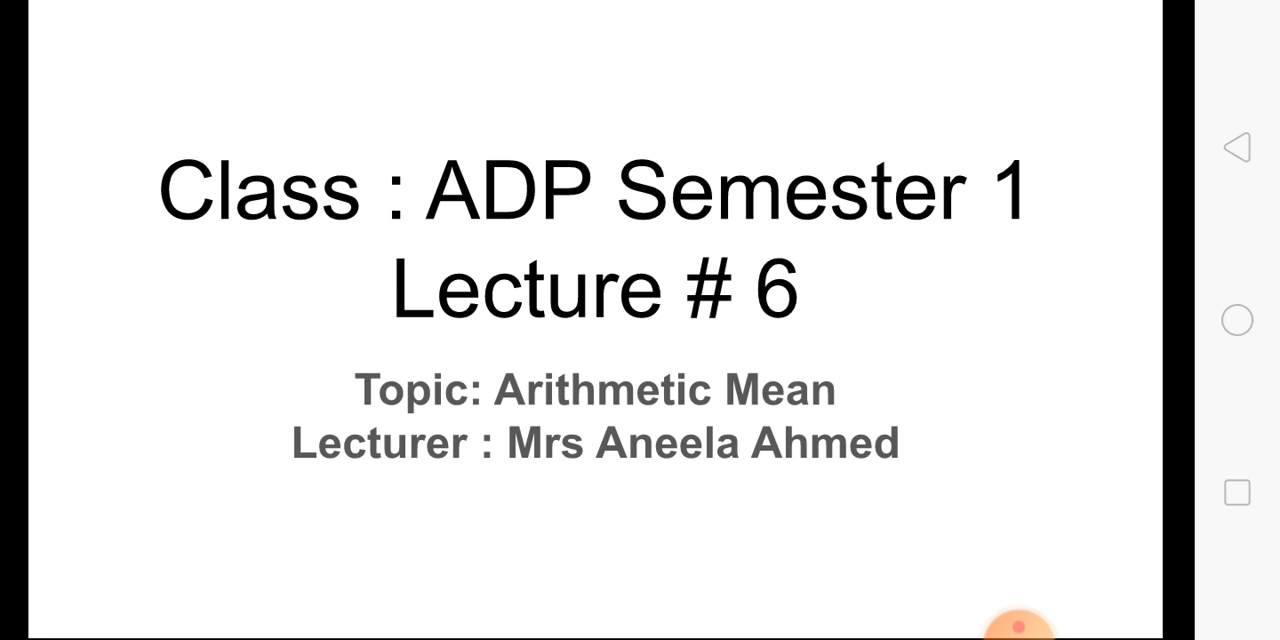 Class : ADP Semester 1
Lecture # 6
Topic: Arithmetic Mean
Lecturer : Mrs Aneela Ahmed